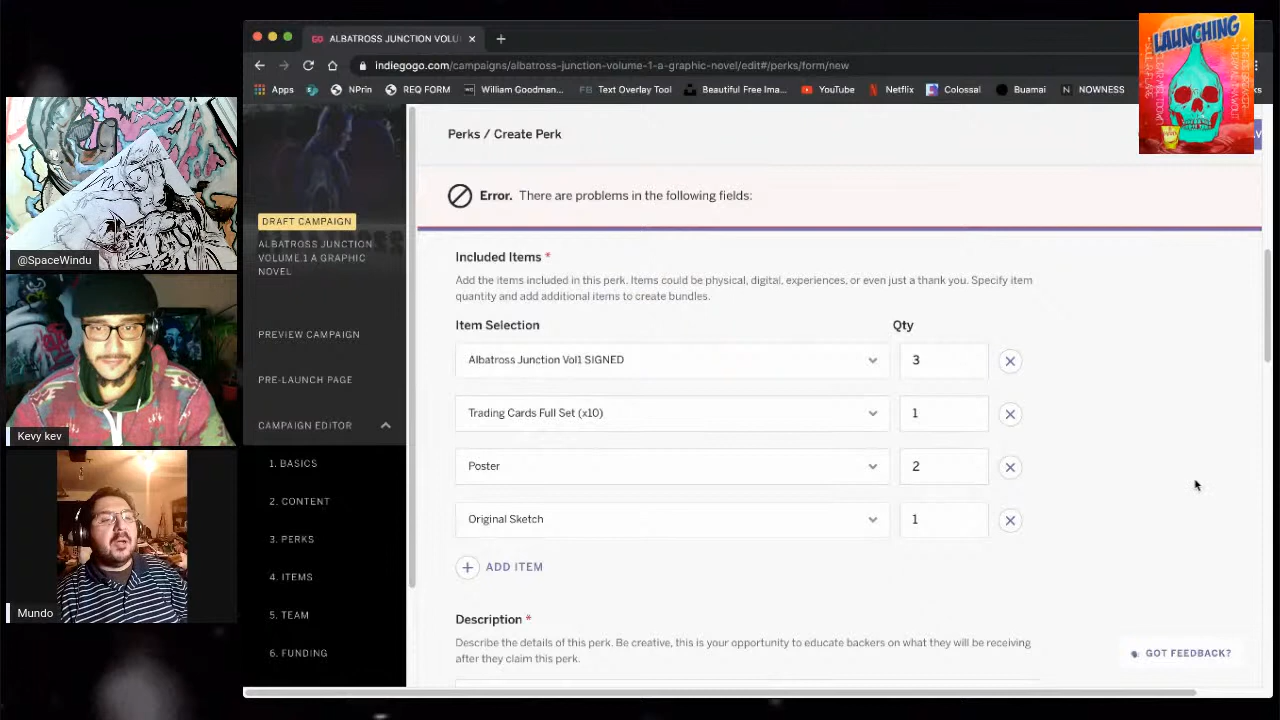 ALBATROSS JUNCTION VOLU
indiegogo.com/campaigns/albatross-junction-volume-1-a-graphic-novel/edit#/perks/form/new
Apps
NPrin
REQ FORM
William Goodman...
FB Text Overlay Tool
Beautiful Free Ima...
YouTube
Netflix
Colossal
Buamai
N NOWNESS
LAUNCHING
@SpaceWindu
Kevy kev
Mundo
DRAFT CAMPAIGN
ALBATROSS JUNCTION
VOLUME 1 A GRAPHIC
NOVEL
PREVIEW CAMPAIGN
PRE-LAUNCH PAGE
CAMPAIGN EDITOR
1. BASICS
2. CONTENT
3. PERKS
4. ITEMS
5. TEAM
6. FUNDING
Perks / Create Perk
Error. There are problems in the following fields:
Included Items *
Add the items included in this perk. Items could be physical, digital, experiences, or even just a thank you. Specify item
quantity and add additional items to create bundles.
Item Selection Qty
Albatross Junction Vol1 SIGNED 3
Trading Cards Full Set (x10) 1
Poster 2
Original Sketch 1
ADD ITEM
Description *
Describe the details of this perk. Be creative, this is your opportunity to educate backers on what they will be receiving
after they claim this perk.
GOT FEEDBACK?